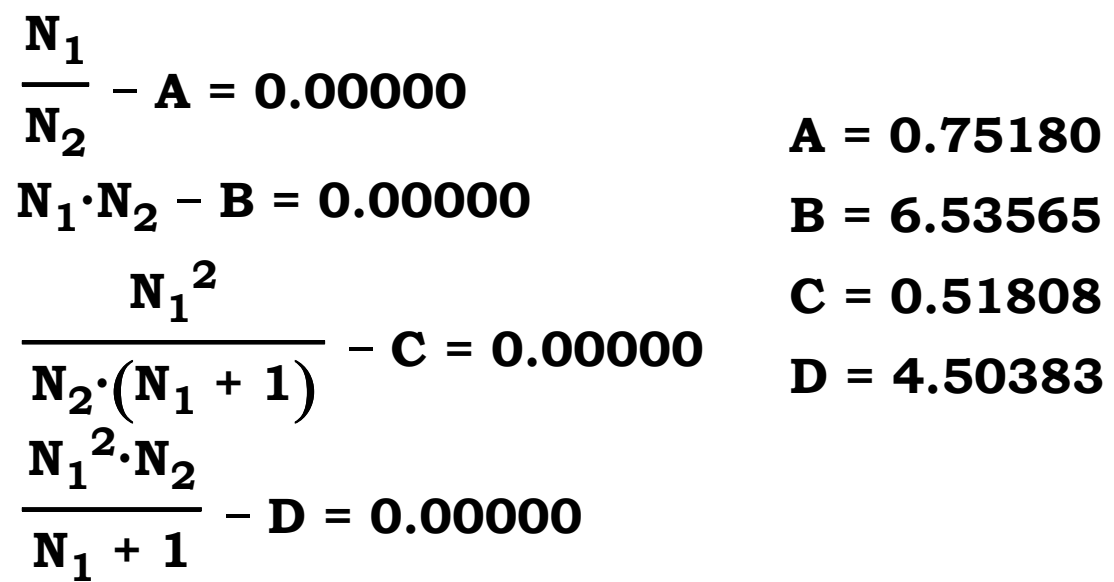 N₁/N₂ − A = 0.00000
N₁·N₂ − B = 0.00000
N₁²/(N₂·(N₁ + 1)) − C = 0.00000
N₁²·N₂/(N₁ + 1) − D = 0.00000
A = 0.75180
B = 6.53565
C = 0.51808
D = 4.50383